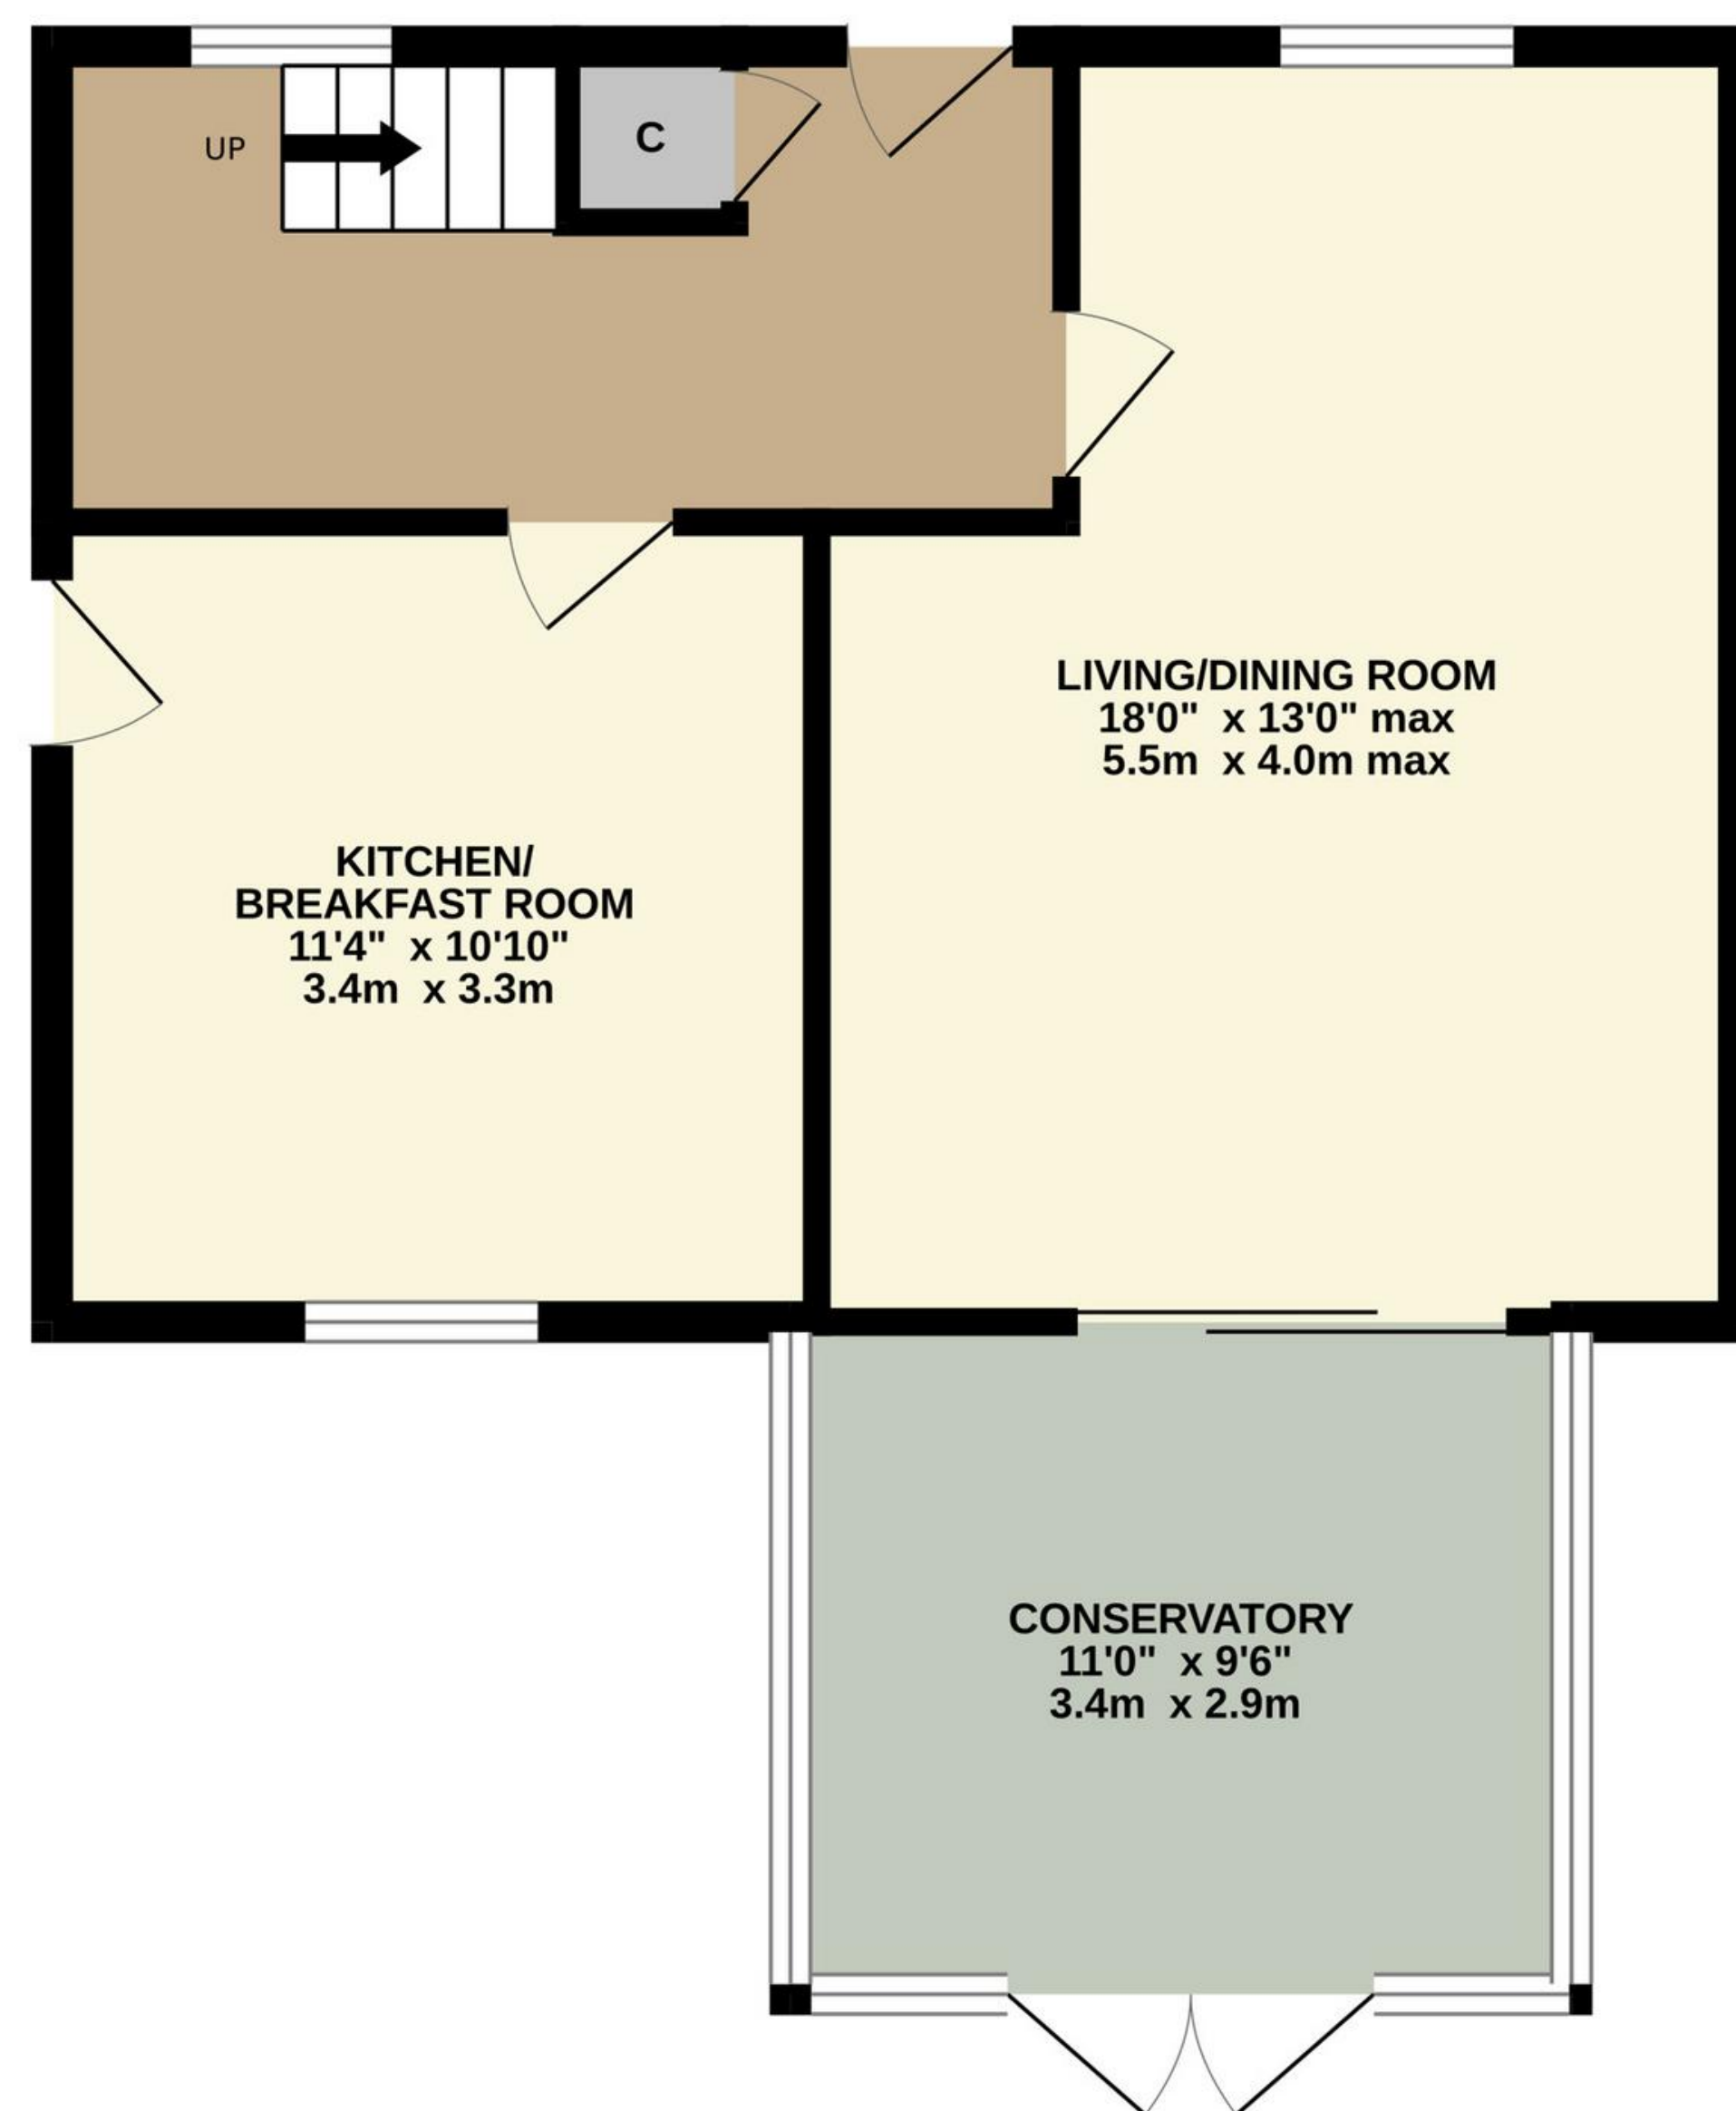 UP
C
LIVING/DINING ROOM
18'0" x 13'0" max
5.5m x 4.0m max
KITCHEN/
BREAKFAST ROOM
11'4" x 10'10"
3.4m x 3.3m
CONSERVATORY
11'0" x 9'6"
3.4m x 2.9m